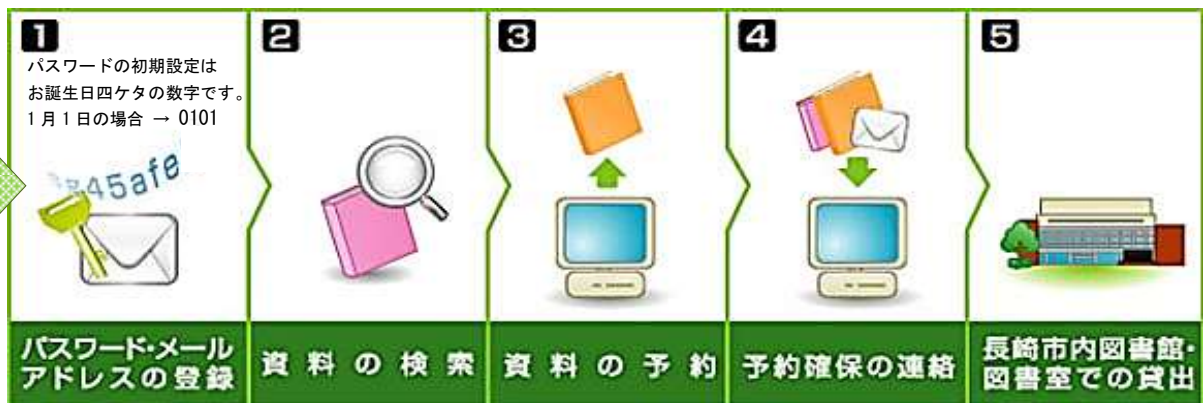 1
パスワードの初期設定は
お誕生日四ケタの数字です。
1月1日の場合 → 0101
45afe
パスワード・メール
アドレスの登録
2
資料の検索
3
資料の予約
4
予約確保の連絡
5
長崎市内図書館・
図書室での貸出